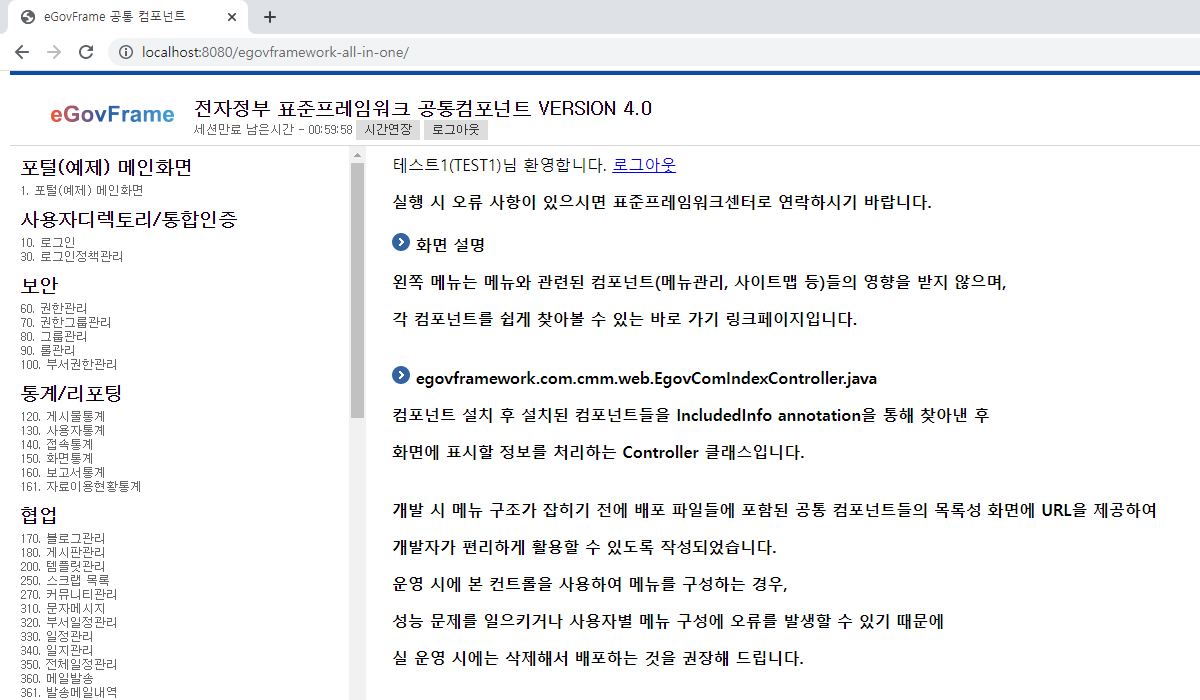 eGovFrame 공통 컴포넌트
localhost:8080/egovframework-all-in-one/
eGovFrame
전자정부 표준프레임워크 공통컴포넌트 VERSION 4.0
세션만료 남은시간 - 00:59:58 시간연장 로그아웃
포털(예제) 메인화면
1. 포털(예제) 메인화면
사용자디렉토리/통합인증
10. 로그인
30. 로그인정책관리
보안
60. 권한관리
70. 권한그룹관리
80. 그룹관리
90. 롤관리
100. 부서권한관리
통계/리포팅
120. 게시물통계
130. 사용자통계
140. 접속통계
150. 화면통계
160. 보고서통계
161. 자료이용현황통계
협업
170. 블로그관리
180. 게시판관리
200. 템플릿관리
250. 스크랩 목록
270. 커뮤니티관리
310. 문자메시지
320. 부서일정관리
330. 일정관리
340. 일지관리
350. 전체일정관리
360. 메일발송
361. 발송메일내역
테스트1(TEST1)님 환영합니다. 로그아웃
실행 시 오류 사항이 있으시면 표준프레임워크센터로 연락하시기 바랍니다.
화면 설명
왼쪽 메뉴는 메뉴와 관련된 컴포넌트(메뉴관리, 사이트맵 등)들의 영향을 받지 않으며,
각 컴포넌트를 쉽게 찾아볼 수 있는 바로 가기 링크페이지입니다.
egovframework.com.cmm.web.EgovComIndexController.java
컴포넌트 설치 후 설치된 컴포넌트들을 IncludedInfo annotation을 통해 찾아낸 후
화면에 표시할 정보를 처리하는 Controller 클래스입니다.
개발 시 메뉴 구조가 잡히기 전에 배포 파일들에 포함된 공통 컴포넌트들의 목록성 화면에 URL을 제공하여
개발자가 편리하게 활용할 수 있도록 작성되었습니다.
운영 시에 본 컨트롤을 사용하여 메뉴를 구성하는 경우,
성능 문제를 일으키거나 사용자별 메뉴 구성에 오류를 발생할 수 있기 때문에
실 운영 시에는 삭제해서 배포하는 것을 권장해 드립니다.